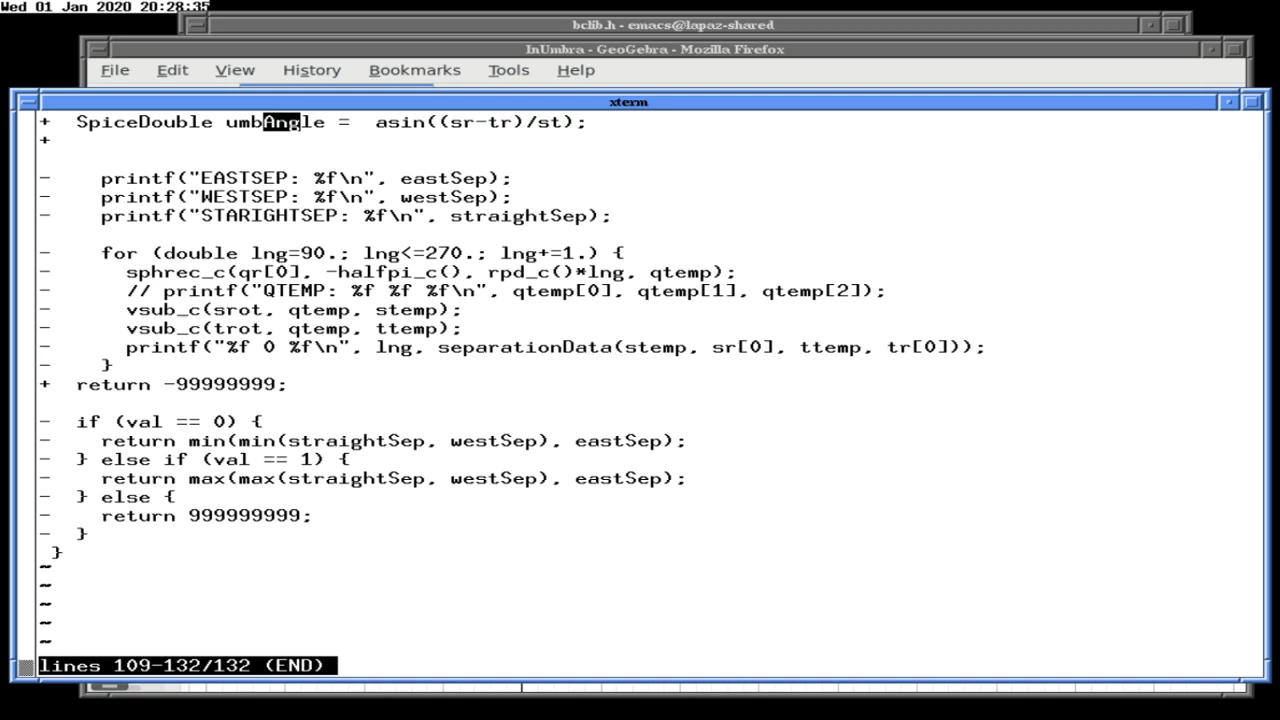 Wed 01 Jan 2020 20:28:35
bclib.h - emacs@lapaz-shared
InUmbra - GeoGebra - Mozilla Firefox
File Edit View History Bookmarks Tools Help
xterm
+   SpiceDouble umbAngle =  asin((sr-tr)/st);
+
-     printf("EASTSEP: %f\n", eastSep);
-     printf("WESTSEP: %f\n", westSep);
-     printf("STARIGHTSEP: %f\n", straightSep);
-     for (double lng=90.; lng<=270.; lng+=1.) {
-       sphrec_c(qr[0], -halfpi_c(), rpd_c()*lng, qtemp);
-       // printf("QTEMP: %f %f %f\n", qtemp[0], qtemp[1], qtemp[2]);
-       vsub_c(srot, qtemp, stemp);
-       vsub_c(trot, qtemp, ttemp);
-       printf("%f 0 %f\n", lng, separationData(stemp, sr[0], ttemp, tr[0]));
-     }
+   return -99999999;
-   if (val == 0) {
-     return min(min(straightSep, westSep), eastSep);
-   } else if (val == 1) {
-     return max(max(straightSep, westSep), eastSep);
-   } else {
-     return 999999999;
-   }
 }
~
~
~
~
~
lines 109-132/132 (END)